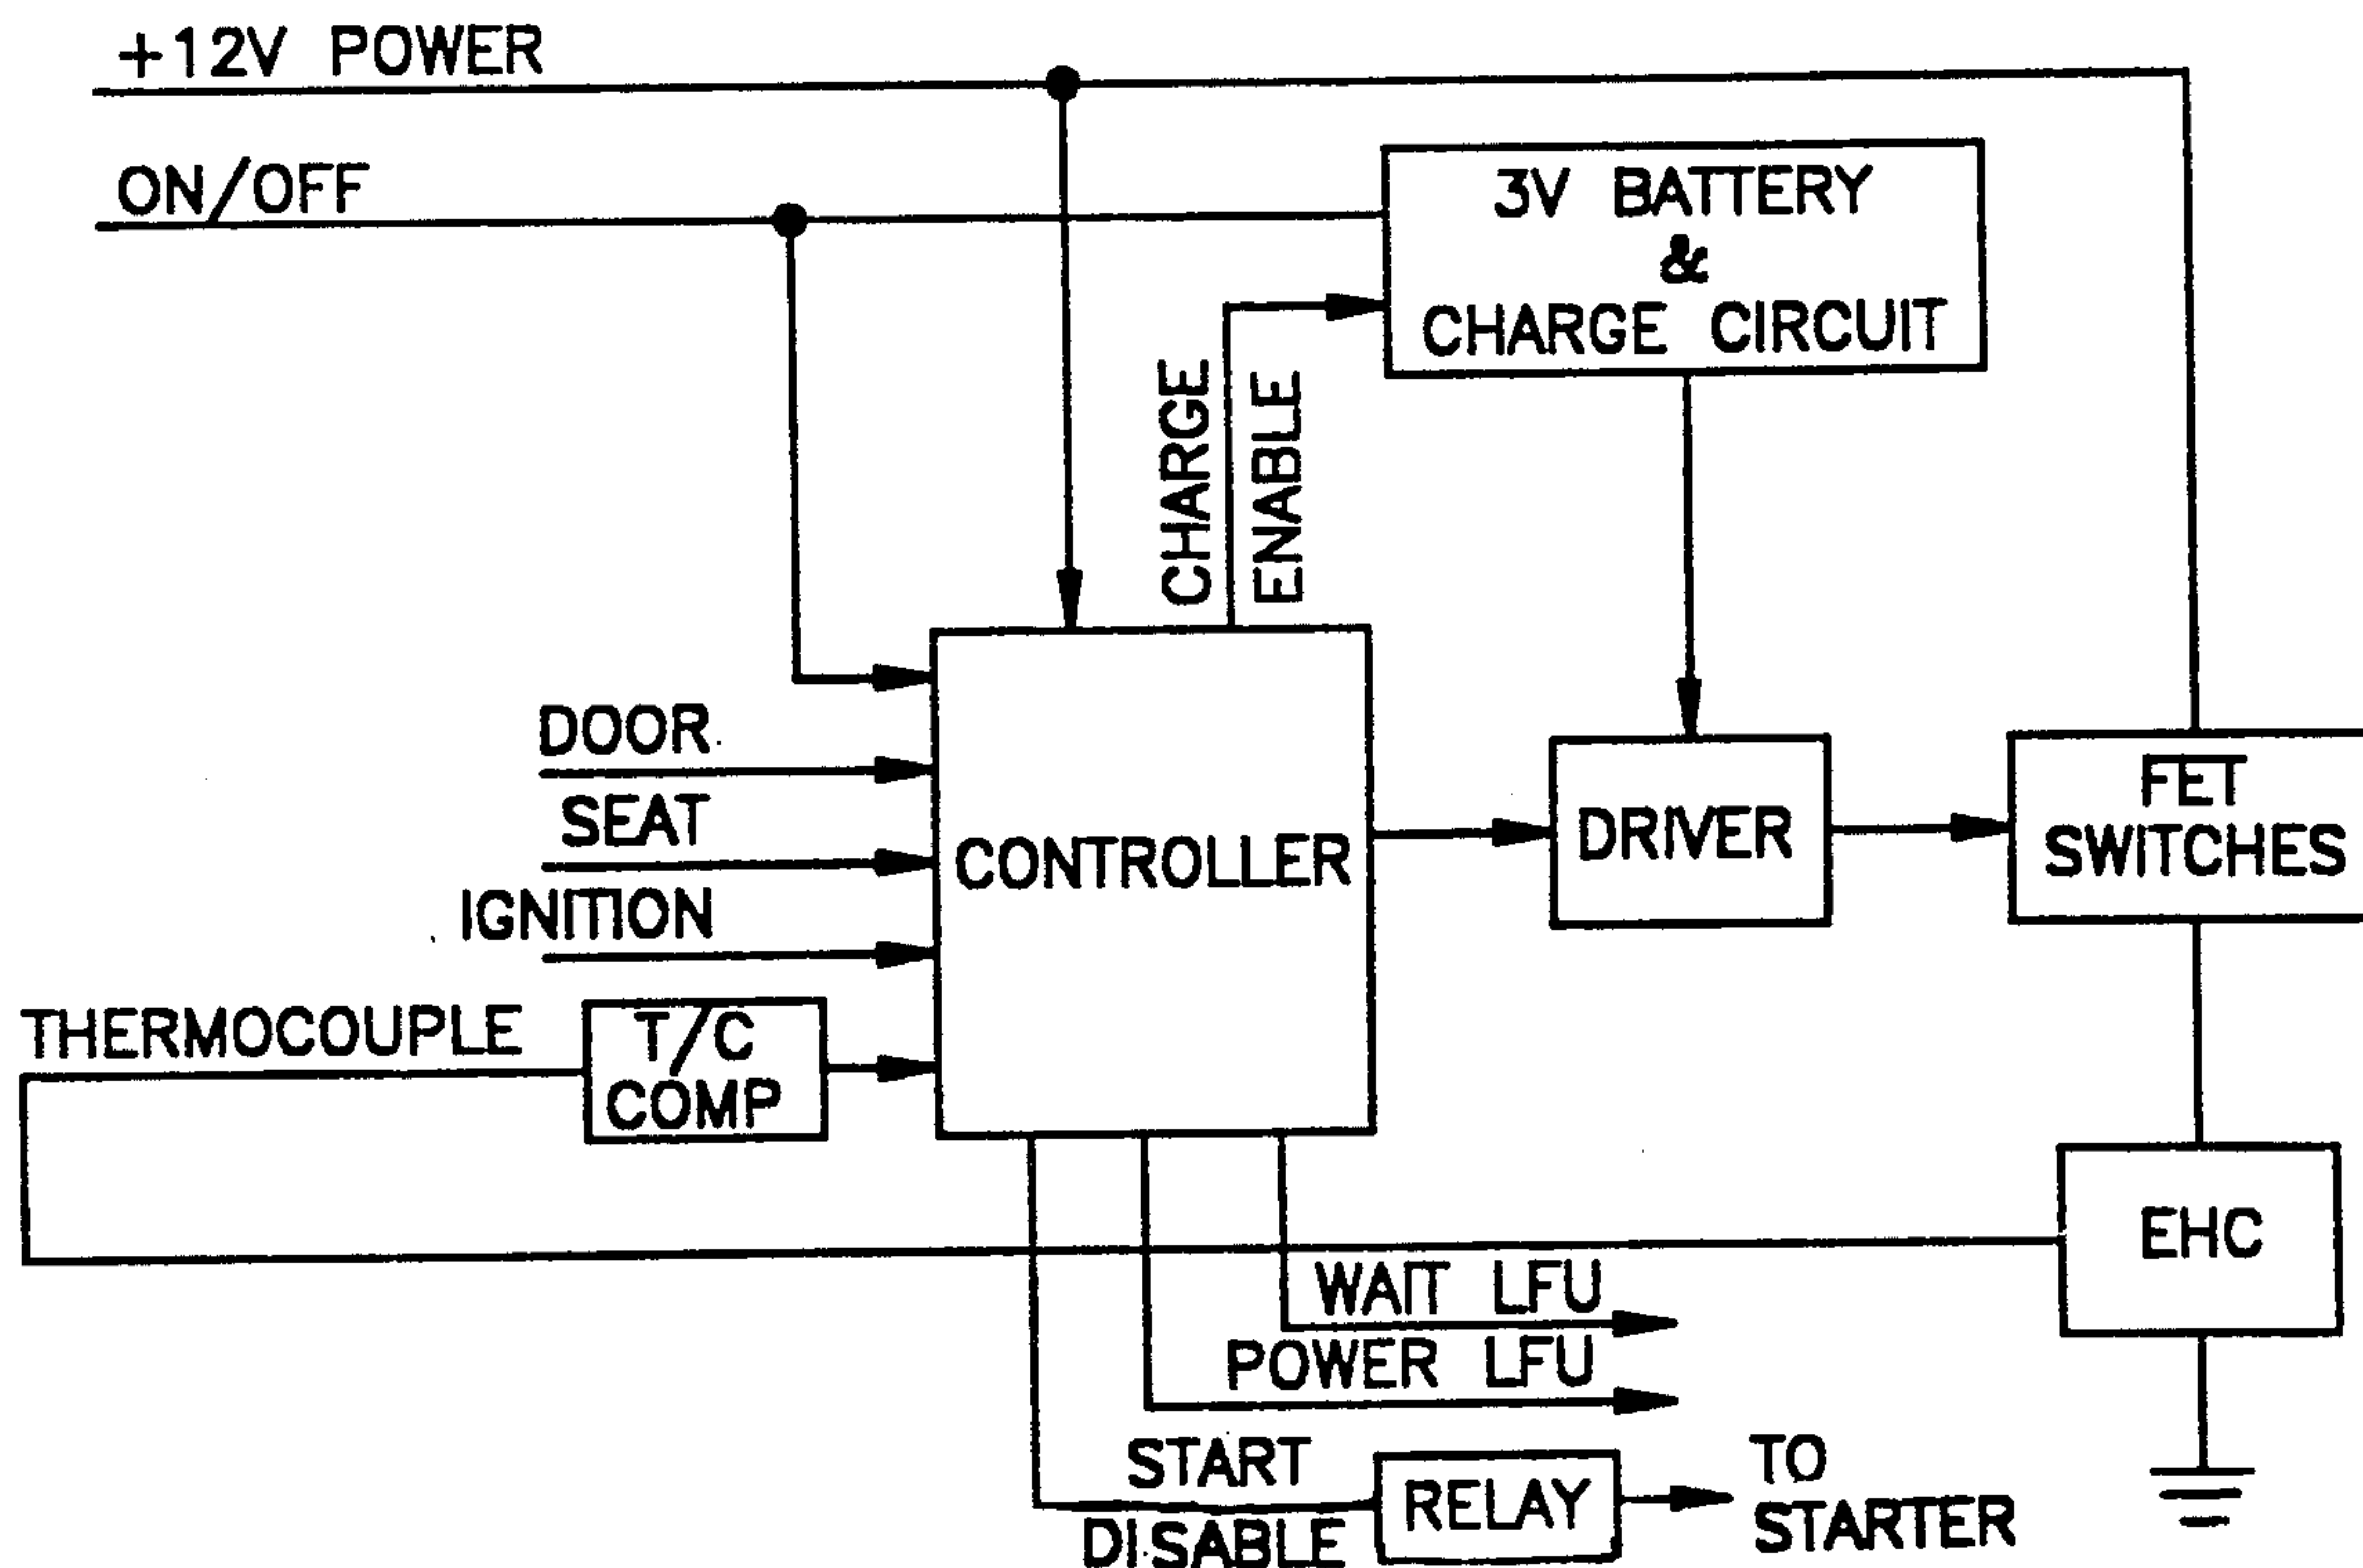 +12V POWER
ON/OFF
3V BATTERY
&
CHARGE CIRCUIT
CHARGE
ENABLE
DOOR
SEAT
IGNITION
THERMOCOUPLE
T/C
COMP
CONTROLLER
DRIVER
FET
SWITCHES
EHC
WAIT LFU
POWER LFU
START
DISABLE
RELAY
TO
STARTER